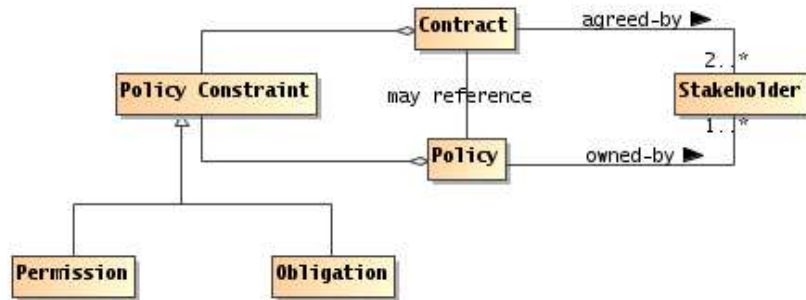 Contract
agreed-by
2..*
Policy Constraint
may reference
Stakeholder
1..*
Policy
owned-by
Permission
Obligation